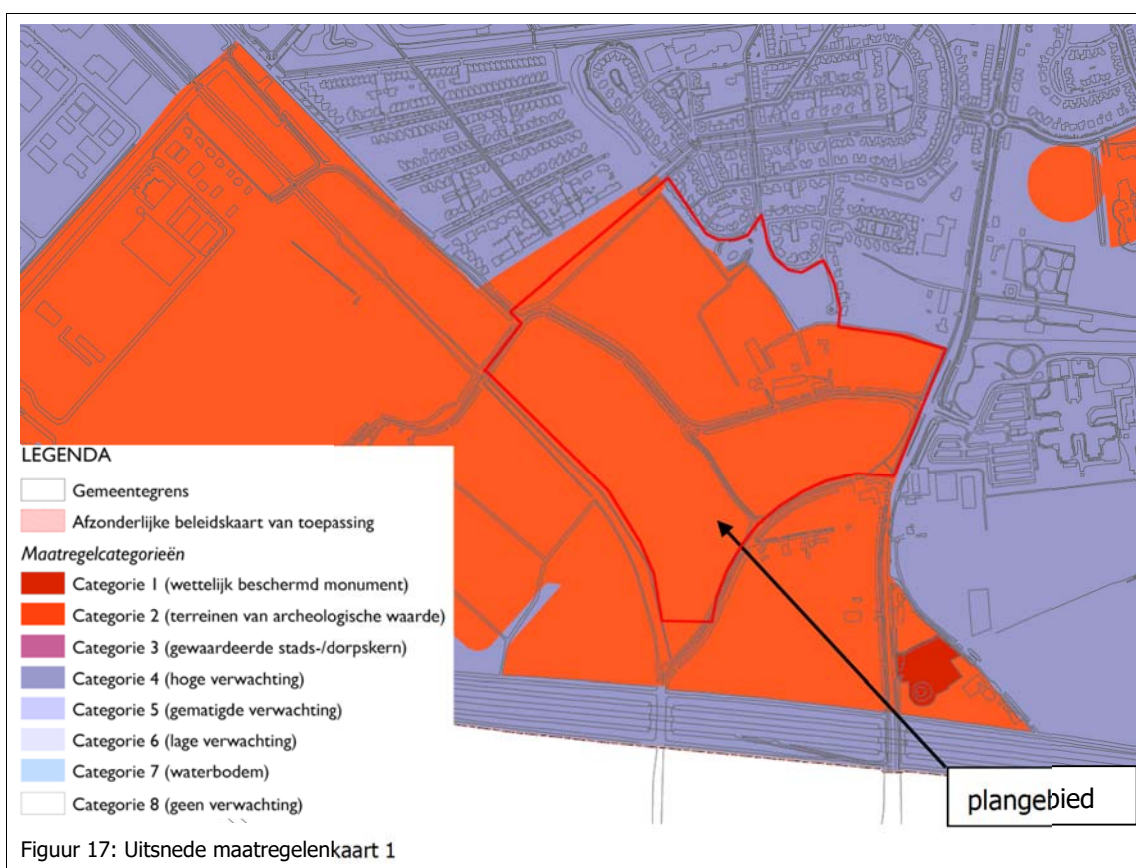 LEGENDA
Gemeentegrens
Afzonderlijke beleidskaart van toepassing
Maatregelcategorieën
Categorie 1 (wettelijk beschermd monument)
Categorie 2 (terreinen van archeologische waarde)
Categorie 3 (gewaardeerde stads-/dorpskern)
Categorie 4 (hoge verwachting)
Categorie 5 (gematigde verwachting)
Categorie 6 (lage verwachting)
Categorie 7 (waterbodem)
Categorie 8 (geen verwachting)
plangebied
Figuur 17: Uitsnede maatregelenkaart 1